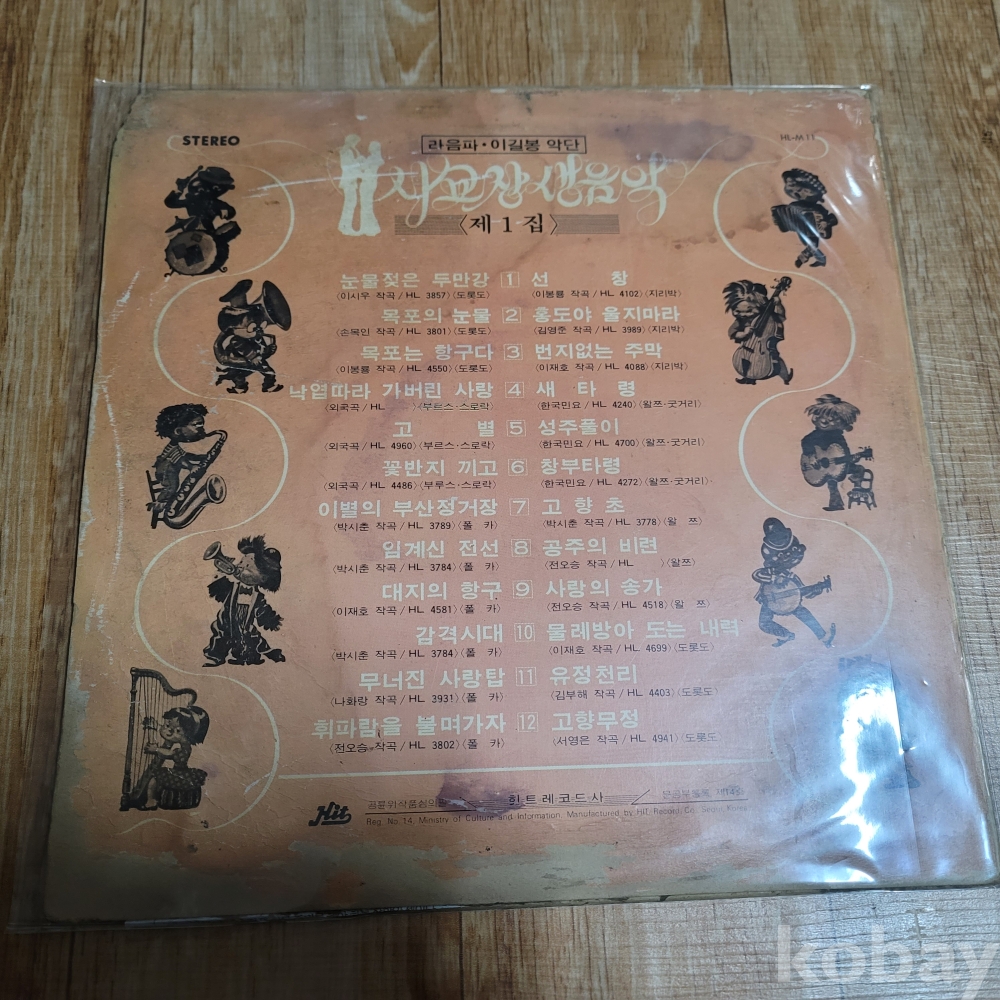 STEREO
라음파·이길봉 악단
HL-M11
사교장 생음악
〈제1집〉
눈물젖은 두만강 1 선 창
〈이시우 작곡/HL 3857〉〈도롯도〉 〈이봉룡 작곡/HL 4102〉〈지리박〉
목포의 눈물 2 홍도야 울지마라
〈손목인 작곡/HL 3801〉〈도롯도〉 〈김영춘 작곡/HL 3989〉〈지리박〉
목포는 항구다 3 번지없는 주막
〈이봉룡 작곡/HL 4550〉〈도롯도〉 〈이재호 작곡/HL 4088〉〈지리박〉
낙엽따라 가버린 사랑 4 새 타 령
〈외국곡/HL 〉〈부르스·스로락〉 〈한국민요/HL 4240〉〈왈쯔·굿거리〉
고 별 5 성주풀이
〈외국곡/HL 4960〉〈부르스·스로락〉 〈한국민요/HL 4700〉〈왈쯔·굿거리〉
꽃반지 끼고 6 창부타령
〈외국곡/HL 4486〉〈부루스·스로락〉 〈한국민요/HL 4272〉〈왈쯔·굿거리〉
이별의 부산정거장 7 고 향 초
〈박시춘 작곡/HL 3789〉〈폴 카〉 〈박시춘 작곡/HL 3778〉〈왈 쯔〉
임계신 전선 8 공주의 비련
〈박시춘 작곡/HL 3784〉〈폴 카〉 〈전오승 작곡/HL 〉〈왈쯔〉
대지의 항구 9 사랑의 송가
〈이재호 작곡/HL 4581〉〈폴 카〉 〈전오승 작곡/HL 4518〉〈왈 쯔〉
감격시대 10 물레방아 도는 내력
〈박시춘 작곡/HL 3784〉〈폴 카〉 〈이재호 작곡/HL 4699〉〈도롯도〉
무너진 사랑탑 11 유정천리
〈나화랑 작곡/HL 3931〉〈폴 카〉 〈김부해 작곡/HL 4403〉〈도롯도〉
휘파람을 불며가자 12 고향무정
〈전오승 작곡/HL 3802〉〈폴 카〉 〈서영은 작곡/HL 4941〉〈도롯도〉
Hit 공윤위작품심의필 히트레코드사
Reg. No. 14, Ministry of Culture and Information. Manufactured by Hit Record Co. Seoul Korea
kobay